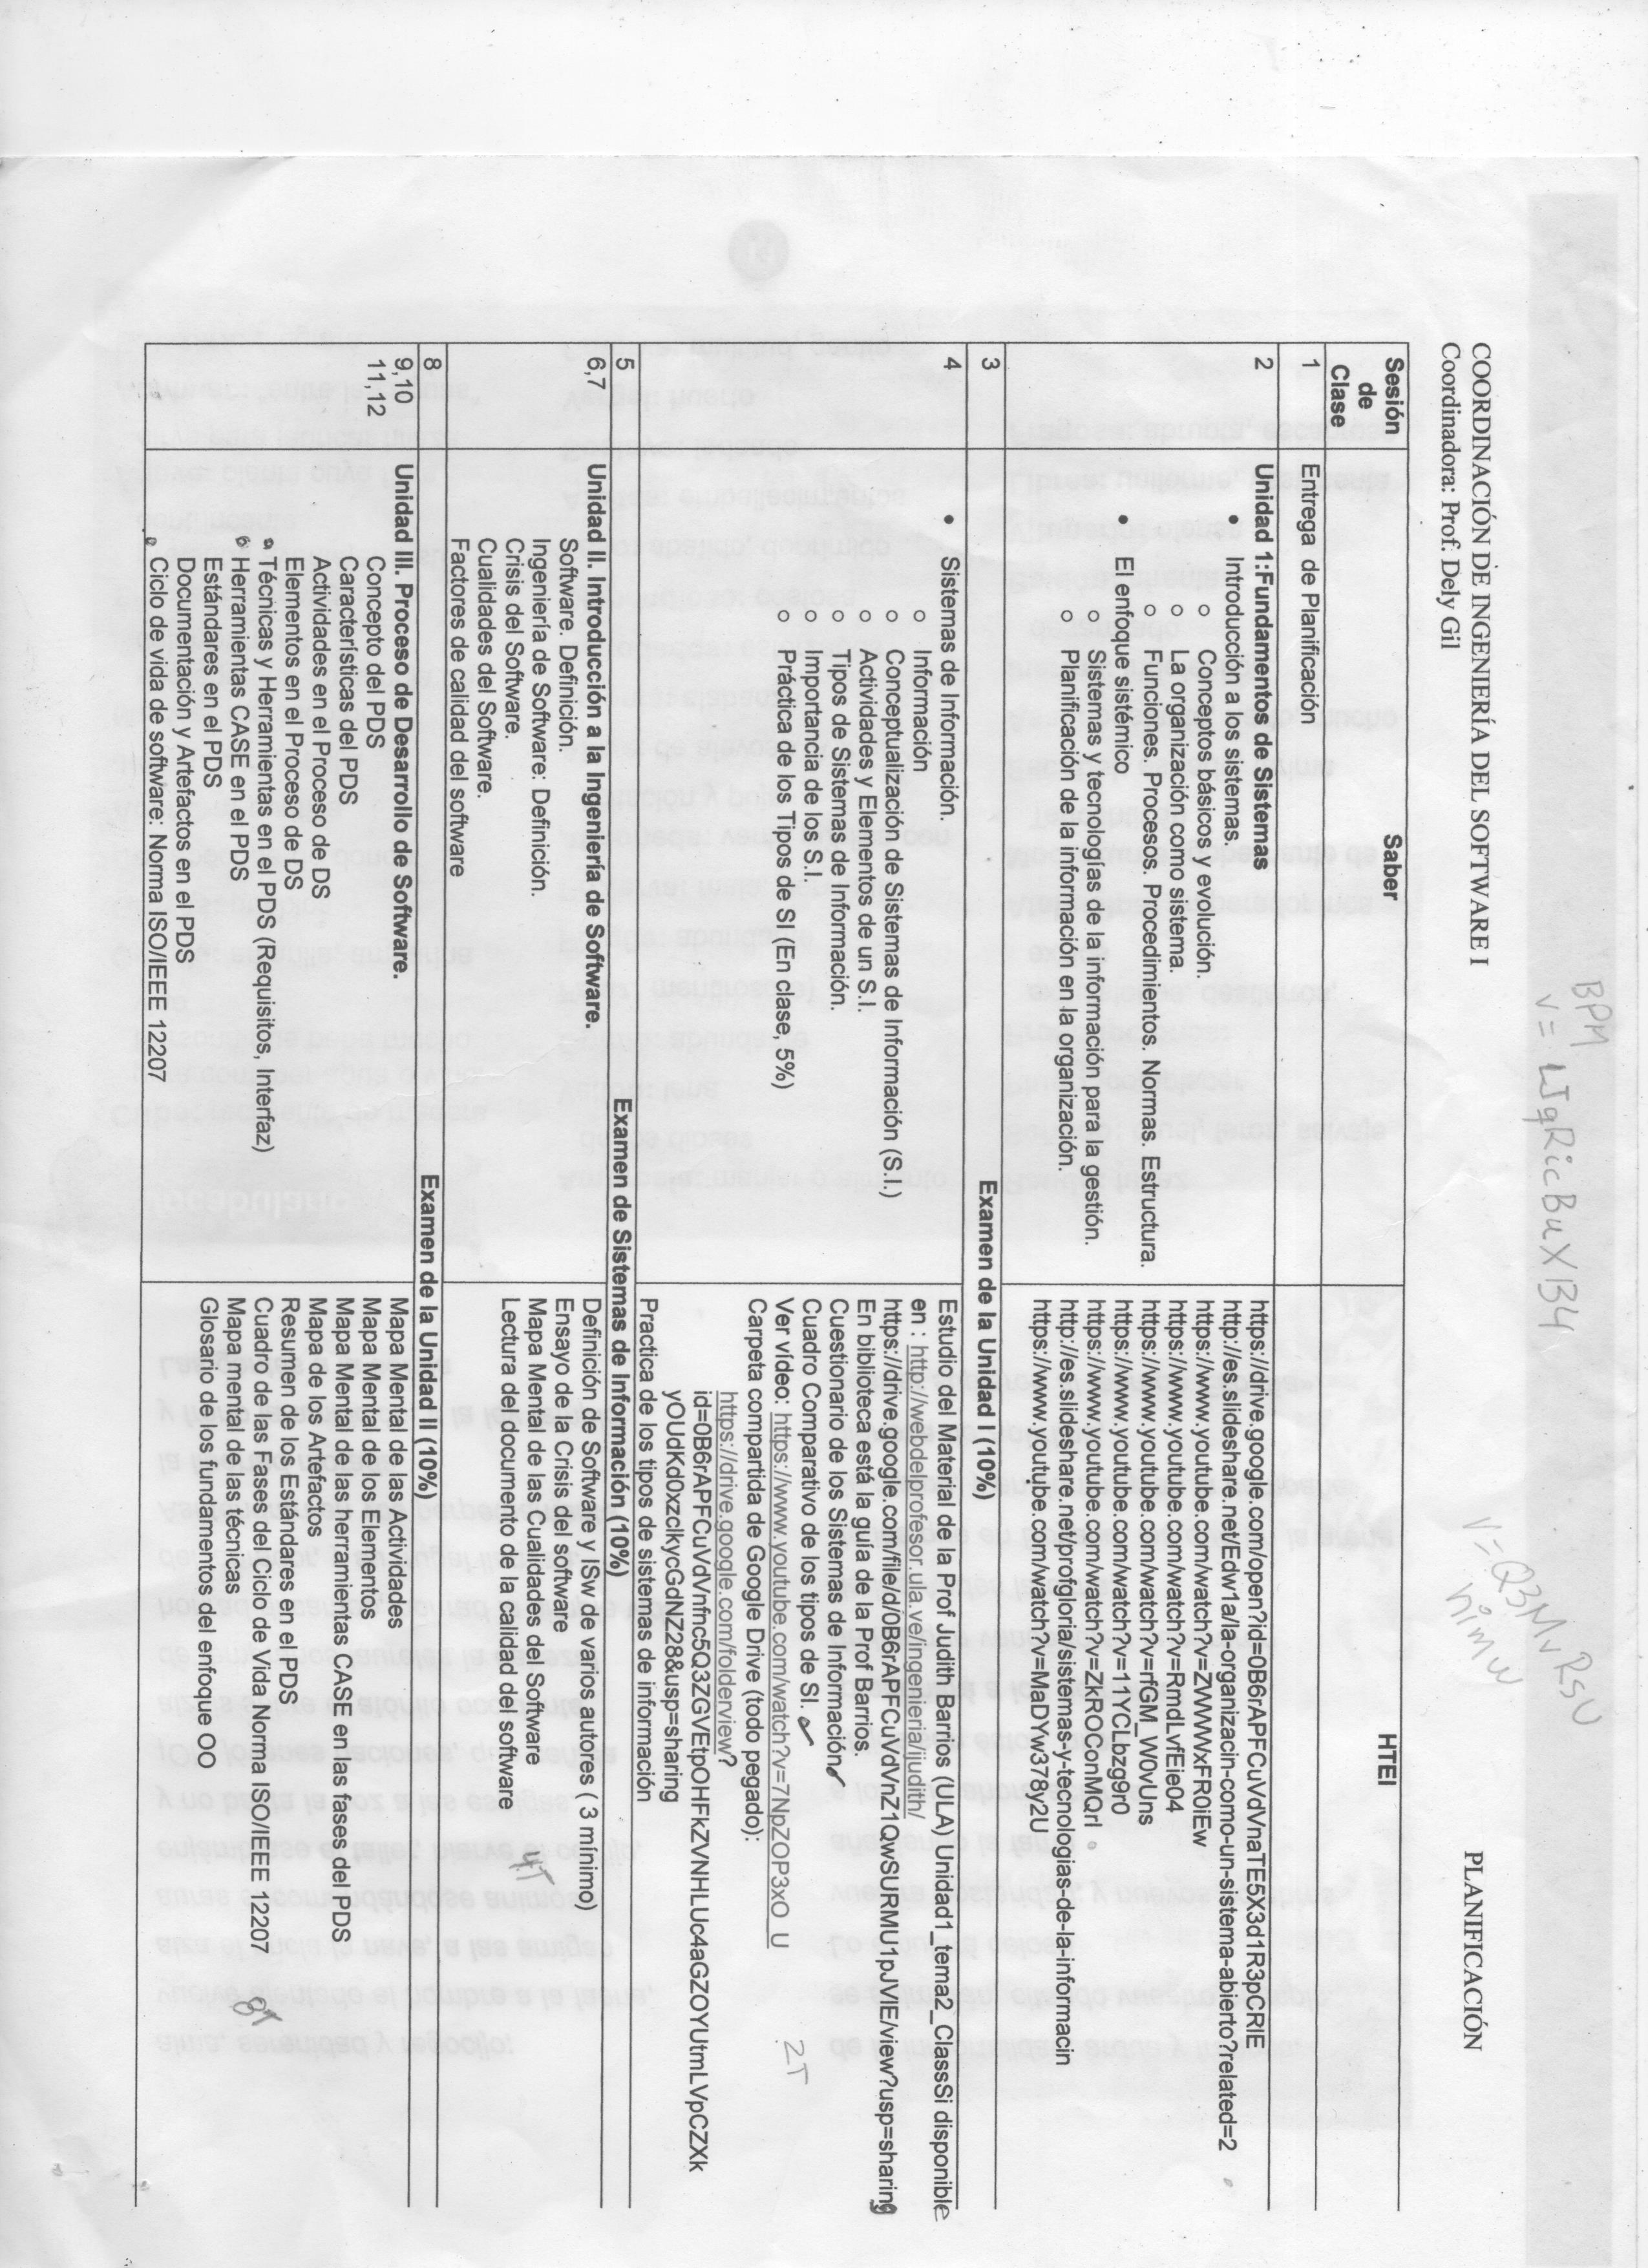 BPM
v= LJqRicBuXB4
V=Q3MvRsU
nimw
COORDINACIÓN DE INGENIERÍA DEL SOFTWARE I
PLANIFICACIÓN
Coordinadora: Prof. Dely Gil
Sesión de Clase
Saber
HTEI
1
Entrega de Planificación
2
Unidad 1:Fundamentos de Sistemas
• Introducción a los sistemas.
○ Conceptos básicos y evolución.
○ La organización como sistema.
○ Funciones. Procesos. Procedimientos. Normas. Estructura.
• El enfoque sistémico
○ Sistemas y tecnologías de la información para la gestión.
○ Planificación de la información en la organización.
https://drive.google.com/open?id=0B6rAPFCuVdVnaTE5X3d1R3pCRlE
http://es.slideshare.net/Edw1a/la-organizacin-como-un-sistema-abierto?related=2
https://www.youtube.com/watch?v=ZWWVxFR0iEw
https://www.youtube.com/watch?v=RmdLvfEie04
https://www.youtube.com/watch?v=rfGM_W0vUns
https://www.youtube.com/watch?v=11YCLbzg9r0
https://www.youtube.com/watch?v=ZkROOonMQrI
http://es.slideshare.net/profgloria/sistemas-y-tecnologias-de-la-informacin
https://www.youtube.com/watch?v=MaDYw378y2U
3
Examen de la Unidad I (10%)
4
• Sistemas de Información.
○ Información
○ Conceptualización de Sistemas de Información (S.I.)
○ Actividades y Elementos de un S.I.
○ Tipos de Sistemas de Información.
○ Importancia de los S.I.
○ Práctica de los Tipos de SI (En clase, 5%)
Estudio del Material de la Prof Judith Barrios (ULA) Unidad1_tema2_ClassSi disponible
en : http://webdelprofesor.ula.ve/ingenieria/ijudith/
https://drive.google.com/file/d/0B6rAPFCuVdVnZ1QwSURMU1pJVlE/view?usp=sharing
En biblioteca está la guía de la Prof Barrios.
Cuestionario de los Sistemas de Información
Cuadro Comparativo de los tipos de SI.
Ver vídeo: https://www.youtube.com/watch?v=7NpZOP3xO_U
Carpeta compartida de Google Drive (todo pegado):
2T
https://drive.google.com/folderview?
id=0B6rAPFCuVdVnfnc5Q3ZGVEtpOHFkZVNHLUc4aGZOYUtmLVpCZXk
yOUdKd0xzclkycGdNZ28&usp=sharing
Practica de los tipos de sistemas de información
5
Examen de Sistemas de Información (10%)
6,7
Unidad II. Introducción a la Ingeniería de Software.
Software. Definición.
Ingeniería de Software: Definición.
Crisis del Software.
Cualidades del Software.
Factores de calidad del software
Definición de Software y ISw de varios autores ( 3 mínimo)
Ensayo de la Crisis del software
Mapa Mental de las Cualidades del Software
Lectura del documento de la calidad del software
4T
8
Examen de la Unidad II (10%)
9,10
11,12
Unidad III. Proceso de Desarrollo de Software.
Concepto del PDS
Características del PDS
Actividades en el Proceso de DS
Elementos en el Proceso de DS
Técnicas y Herramientas en el PDS (Requisitos, Interfaz)
Herramientas CASE en el PDS
Estándares en el PDS
Documentación y Artefactos en el PDS
Ciclo de vida de software: Norma ISO/IEEE 12207
Mapa Mental de las Actividades
Mapa Mental de los Elementos
Mapa Mental de las herramientas CASE en las fases del PDS
Mapa de los Artefactos
Resumen de los Estándares en el PDS
Cuadro de las Fases del Ciclo de Vida Norma ISO/IEEE 12207
Mapa mental de las técnicas
Glosario de los fundamentos del enfoque OO
8T